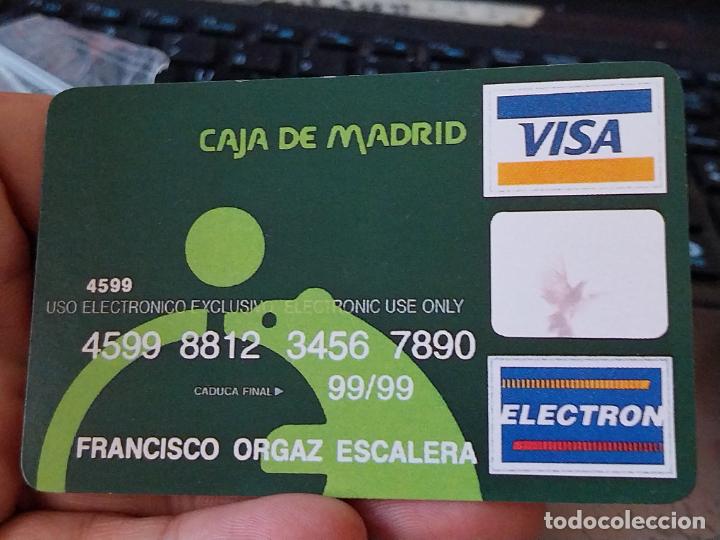 CAJA DE MADRID
VISA
4599
USO ELECTRONICO EXCLUSIVO ELECTRONIC USE ONLY
4599 8812 3456 7890
CADUCA FINAL 99/99
ELECTRON
FRANCISCO ORGAZ ESCALERA
todocoleccion